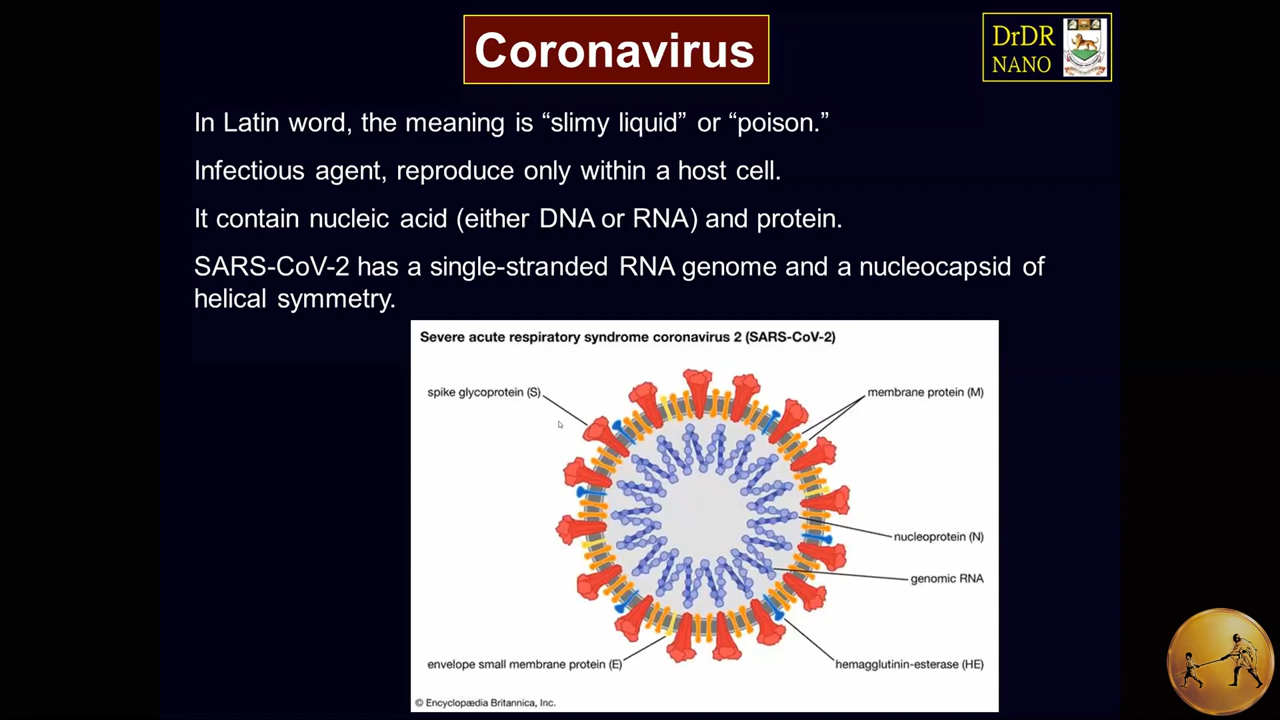 Coronavirus
DrDR
NANO
In Latin word, the meaning is “slimy liquid” or “poison.”
Infectious agent, reproduce only within a host cell.
It contain nucleic acid (either DNA or RNA) and protein.
SARS-CoV-2 has a single-stranded RNA genome and a nucleocapsid of
helical symmetry.
Severe acute respiratory syndrome coronavirus 2 (SARS-CoV-2)
spike glycoprotein (S)
membrane protein (M)
nucleoprotein (N)
genomic RNA
envelope small membrane protein (E)
hemagglutinin-esterase (HE)
© Encyclopædia Britannica, Inc.